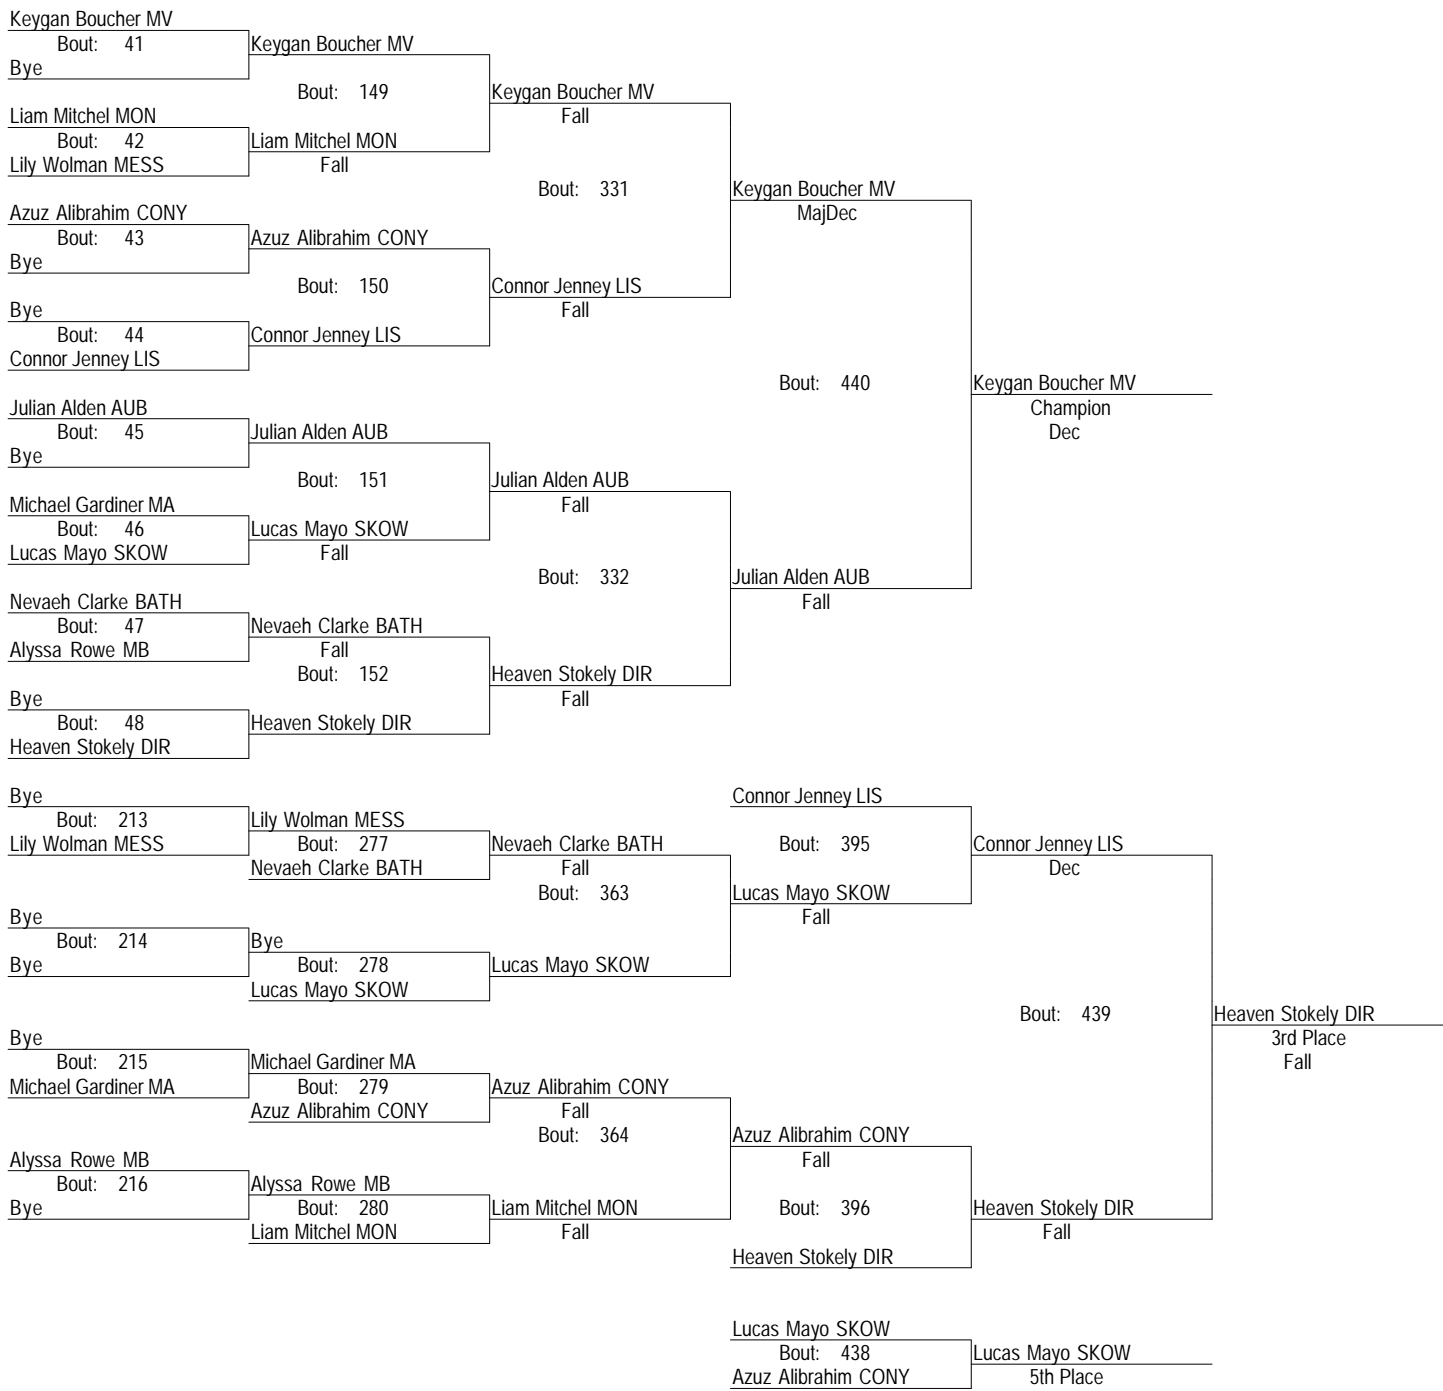 Keygan Boucher MV
Bout: 41
Keygan Boucher MV
Bye
Bout: 149
Keygan Boucher MV
Liam Mitchel MON
Fall
Bout: 42
Liam Mitchel MON
Lily Wolman MESS
Fall
Bout: 331
Keygan Boucher MV
Azuz Alibrahim CONY
MajDec
Bout: 43
Azuz Alibrahim CONY
Bye
Bout: 150
Connor Jenney LIS
Bye
Fall
Bout: 44
Connor Jenney LIS
Connor Jenney LIS
Bout: 440
Keygan Boucher MV
Julian Alden AUB
Champion
Bout: 45
Julian Alden AUB
Dec
Bye
Bout: 151
Julian Alden AUB
Michael Gardiner MA
Fall
Bout: 46
Lucas Mayo SKOW
Lucas Mayo SKOW
Fall
Bout: 332
Julian Alden AUB
Nevaeh Clarke BATH
Fall
Bout: 47
Nevaeh Clarke BATH
Alyssa Rowe MB
Fall
Bout: 152
Heaven Stokely DIR
Bye
Fall
Bout: 48
Heaven Stokely DIR
Heaven Stokely DIR
Bye
Connor Jenney LIS
Bout: 213
Lily Wolman MESS
Lily Wolman MESS
Bout: 277
Nevaeh Clarke BATH
Bout: 395
Connor Jenney LIS
Nevaeh Clarke BATH
Fall
Dec
Bout: 363
Lucas Mayo SKOW
Bye
Fall
Bout: 214
Bye
Bye
Bout: 278
Lucas Mayo SKOW
Lucas Mayo SKOW
Bout: 439
Heaven Stokely DIR
Bye
3rd Place
Bout: 215
Michael Gardiner MA
Fall
Michael Gardiner MA
Bout: 279
Azuz Alibrahim CONY
Azuz Alibrahim CONY
Fall
Bout: 364
Azuz Alibrahim CONY
Alyssa Rowe MB
Fall
Bout: 216
Alyssa Rowe MB
Bye
Bout: 280
Liam Mitchel MON
Bout: 396
Heaven Stokely DIR
Liam Mitchel MON
Fall
Fall
Heaven Stokely DIR
Lucas Mayo SKOW
Bout: 438
Lucas Mayo SKOW
Azuz Alibrahim CONY
5th Place